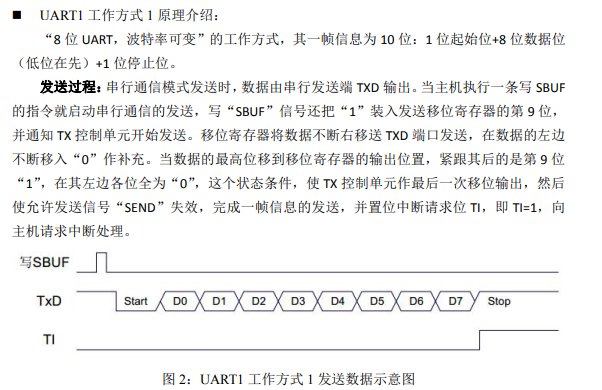 ■ UART1 工作方式 1 原理介绍：
“8 位 UART，波特率可变”的工作方式，其一帧信息为 10 位：1 位起始位+8 位数据位
（低位在先）+1 位停止位。
发送过程：串行通信模式发送时，数据由串行发送端 TXD 输出。当主机执行一条写 SBUF
的指令就启动串行通信的发送，写“SBUF”信号还把“1”装入发送移位寄存器的第 9 位，
并通知 TX 控制单元开始发送。移位寄存器将数据不断右移送 TXD 端口发送，在数据的左边
不断移入“0”作补充。当数据的最高位移到移位寄存器的输出位置，紧跟其后的是第 9 位
“1”，在其左边各位全为“0”，这个状态条件，使 TX 控制单元作最后一次移位输出，然后
使允许发送信号“SEND”失效，完成一帧信息的发送，并置位中断请求位 TI，即 TI=1，向
主机请求中断处理。
写SBUF
TxD Start D0 D1 D2 D3 D4 D5 D6 D7 Stop
TI
图 2：UART1 工作方式 1 发送数据示意图